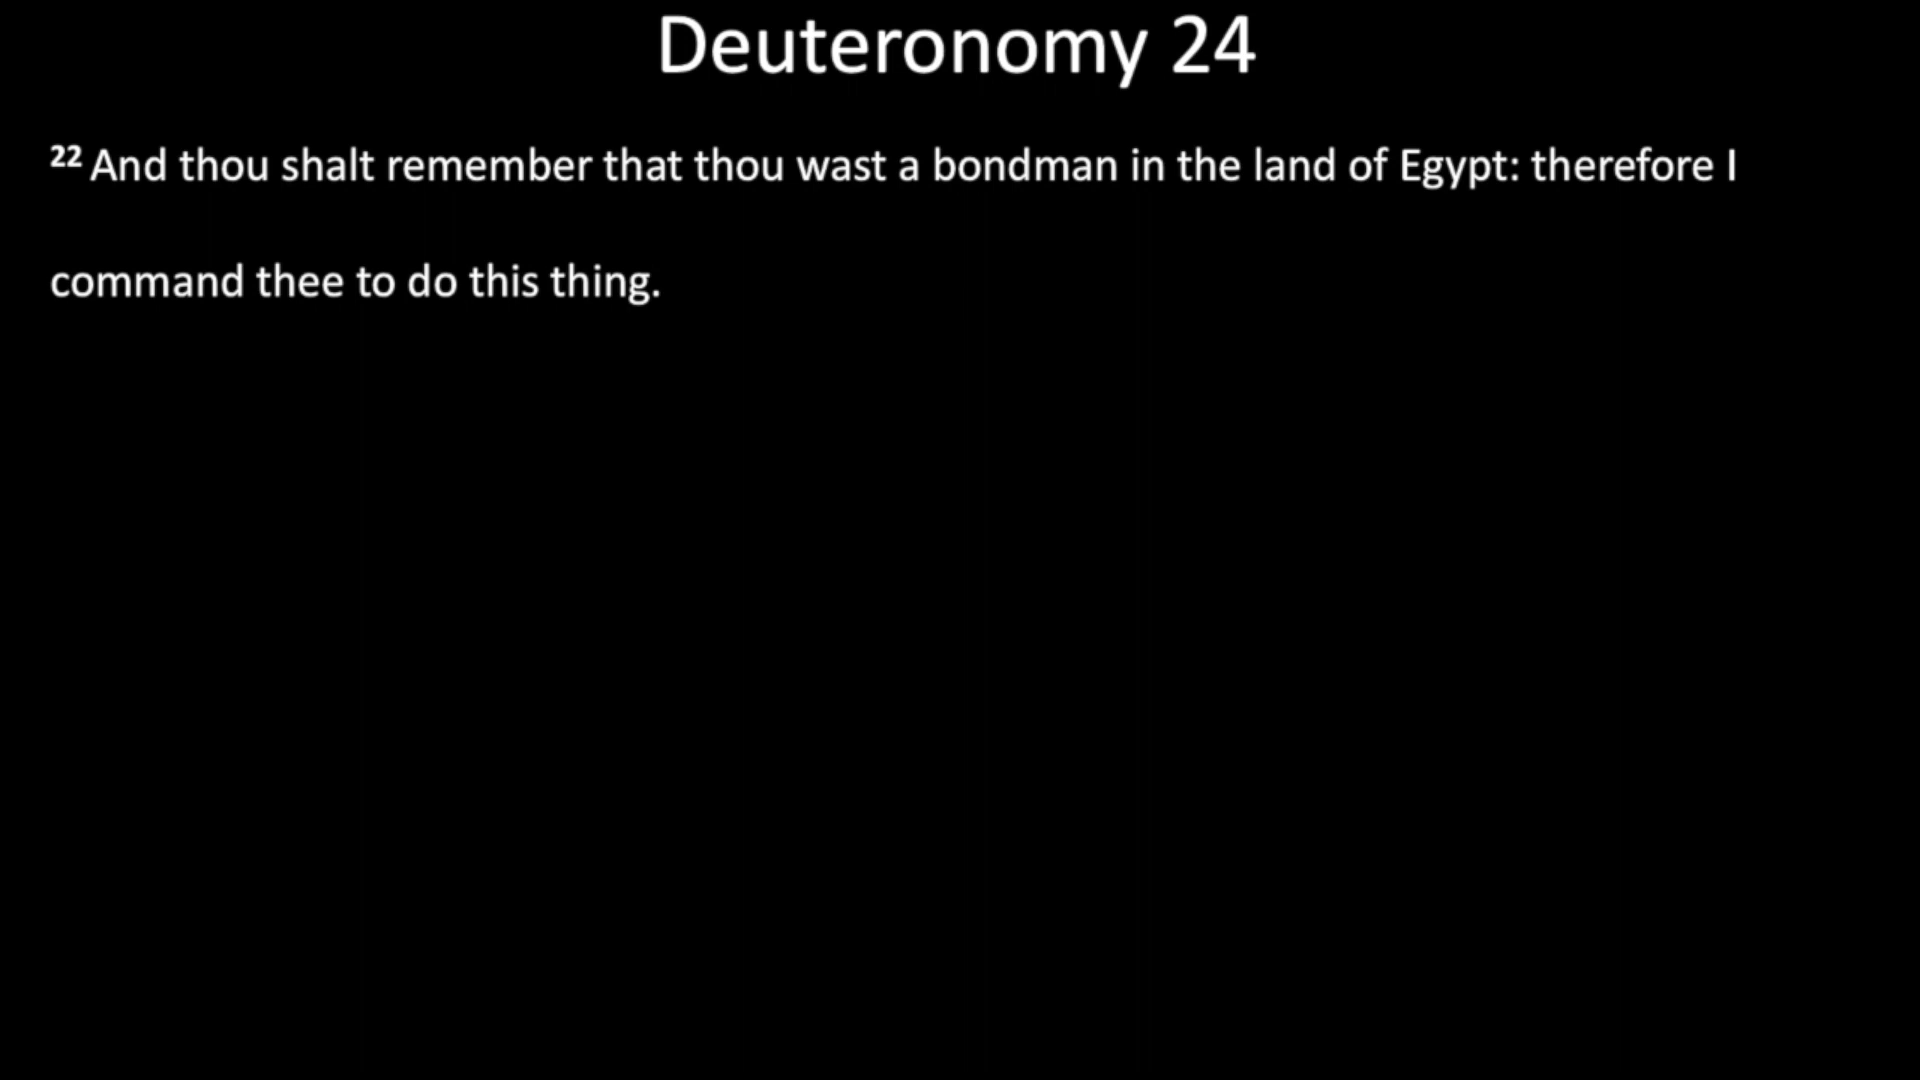 Deuteronomy 24
22 And thou shalt remember that thou wast a bondman in the land of Egypt: therefore I
command thee to do this thing.